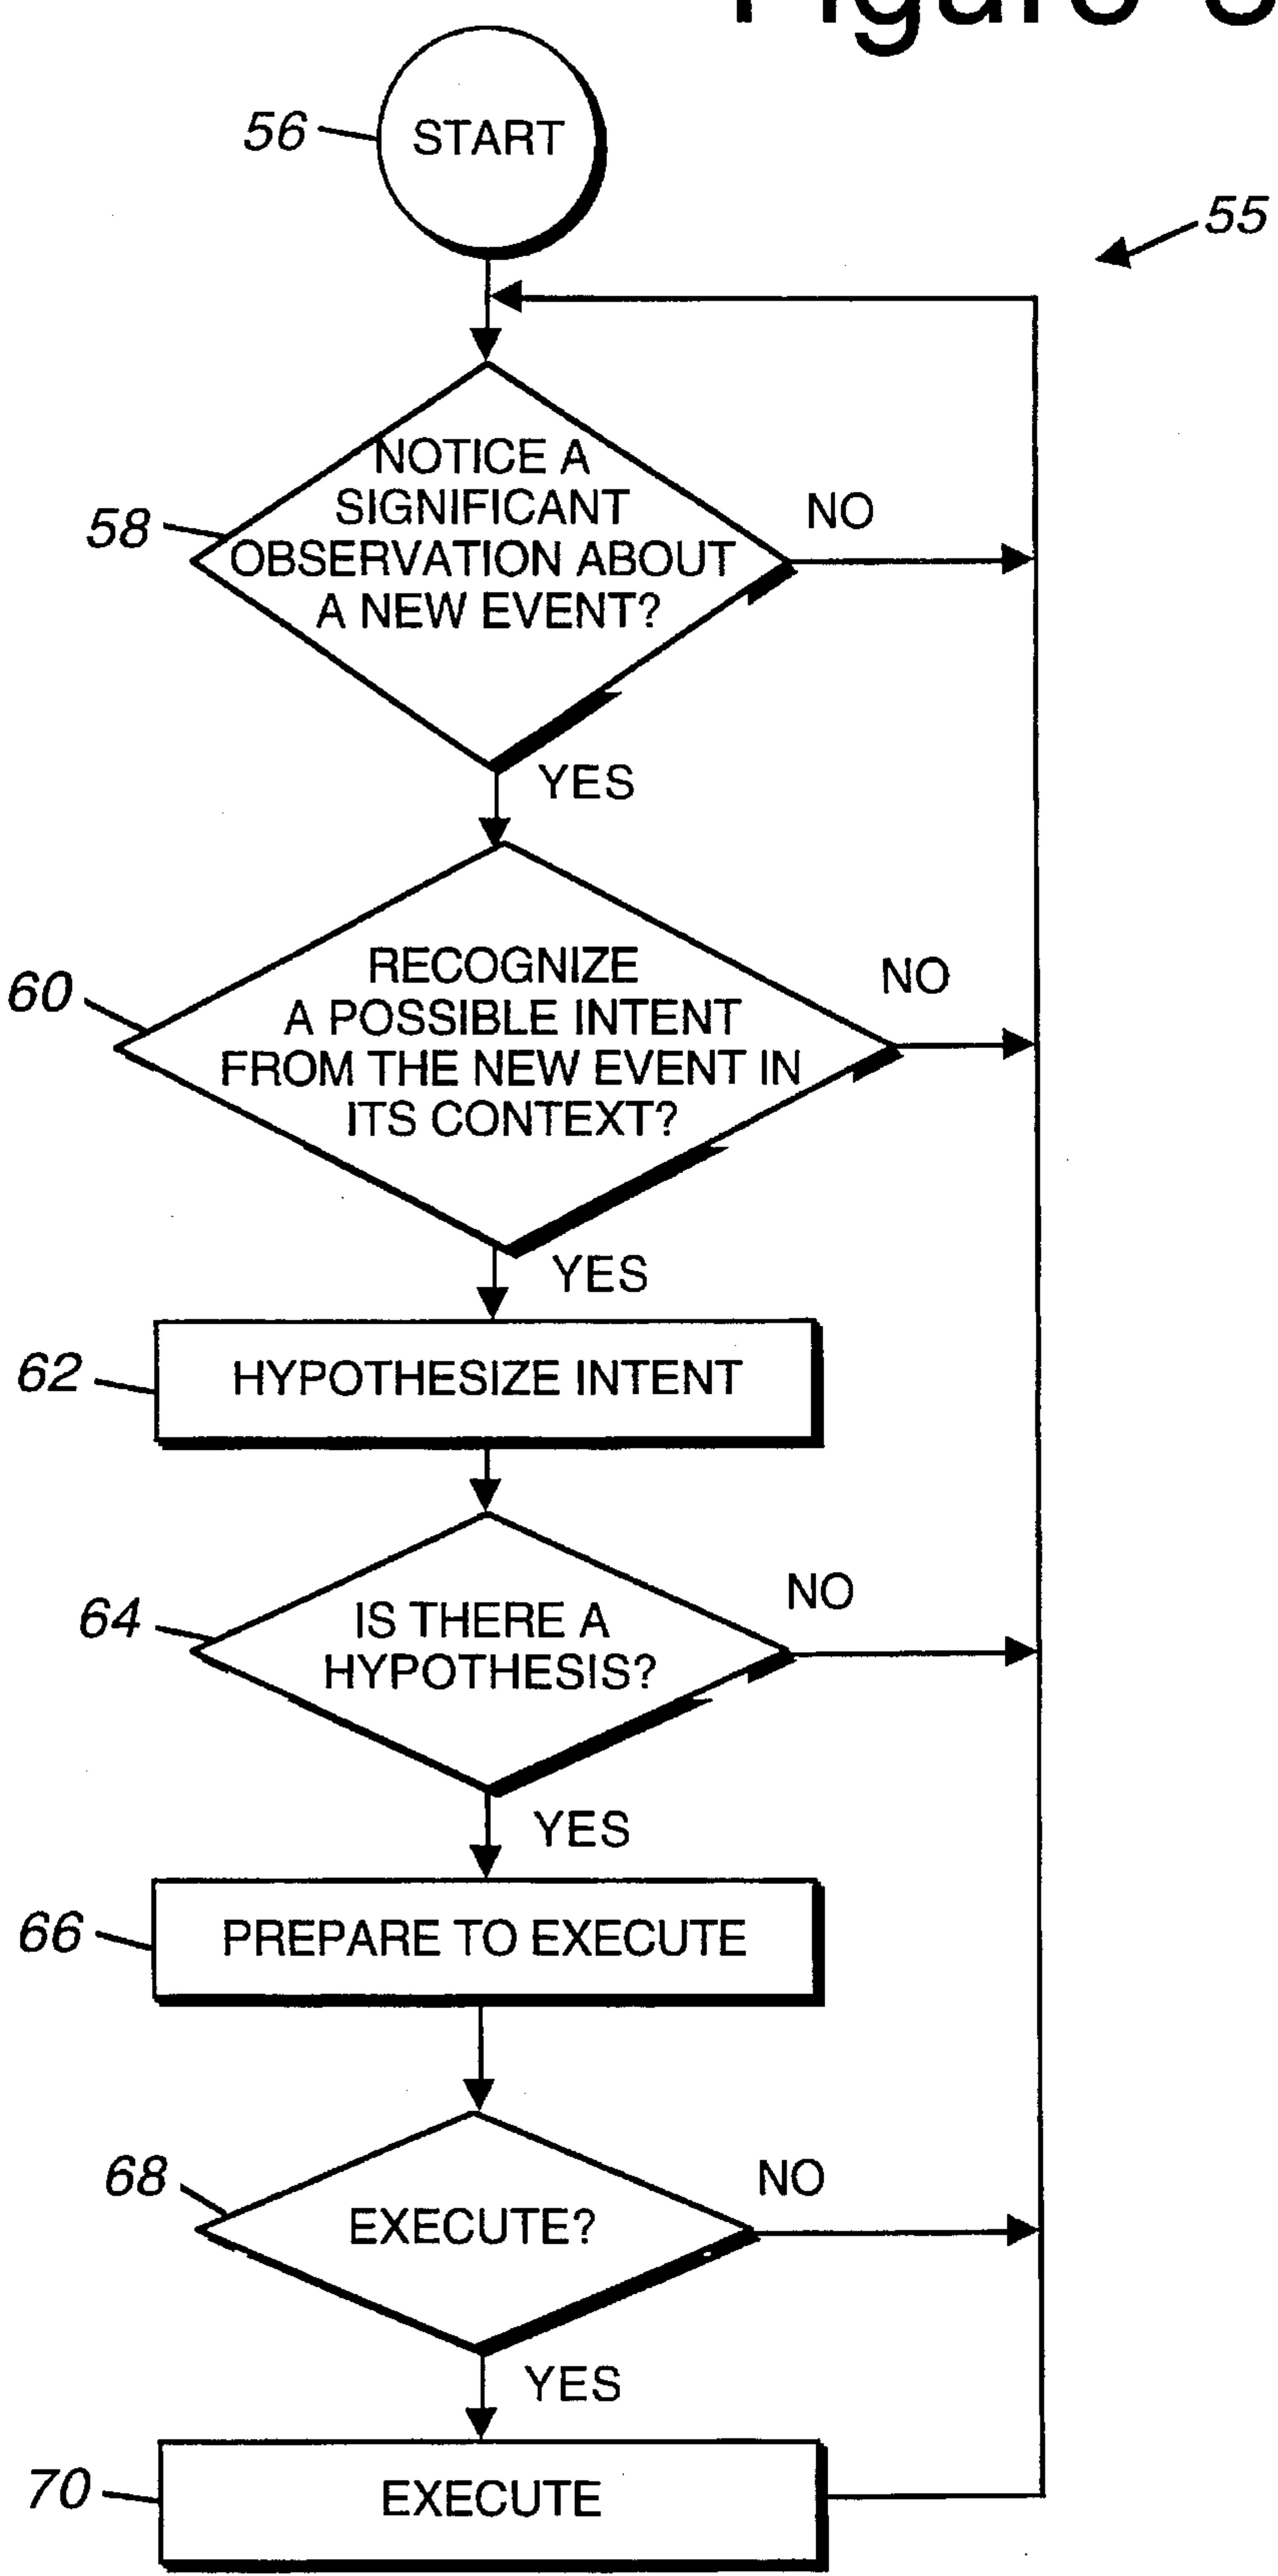 Figure
56
START
55
NOTICE A
SIGNIFICANT
OBSERVATION ABOUT
A NEW EVENT?
58
NO
YES
RECOGNIZE
A POSSIBLE INTENT
FROM THE NEW EVENT IN
ITS CONTEXT?
60
NO
YES
62
HYPOTHESIZE INTENT
64
IS THERE A
HYPOTHESIS?
NO
YES
66
PREPARE TO EXECUTE
68
EXECUTE?
NO
YES
70
EXECUTE